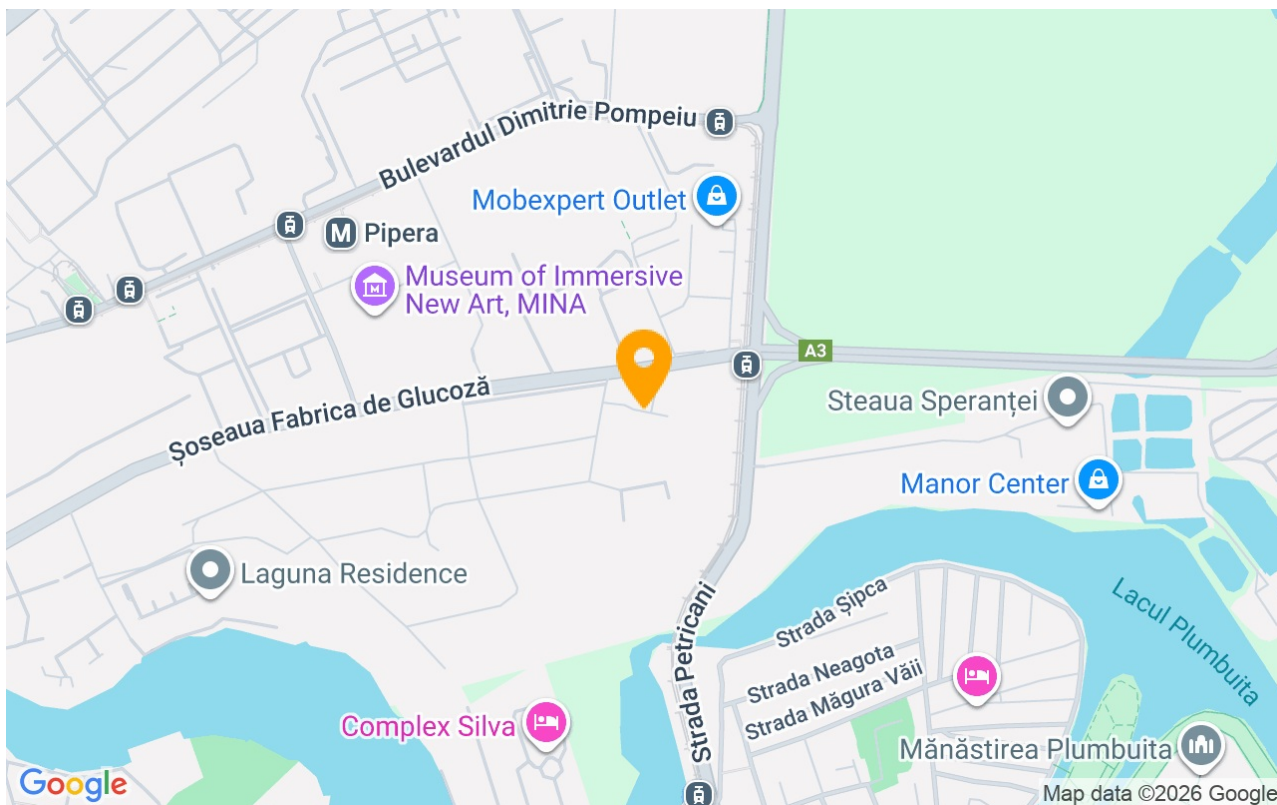 Bulevardul Dimitrie Pompeiu
Mobexpert Outlet
M Pipera
Museum of Immersive
New Art, MINA
A3
Șoseaua Fabrica de Glucoză
Steaua Speranței
Manor Center
Laguna Residence
Strada Petricani
Strada Șipca
Lacul Plumbuita
Strada Neagota
Strada Măgura Văii
Complex Silva
Mănăstirea Plumbuita
Google
Map data ©2026 Google